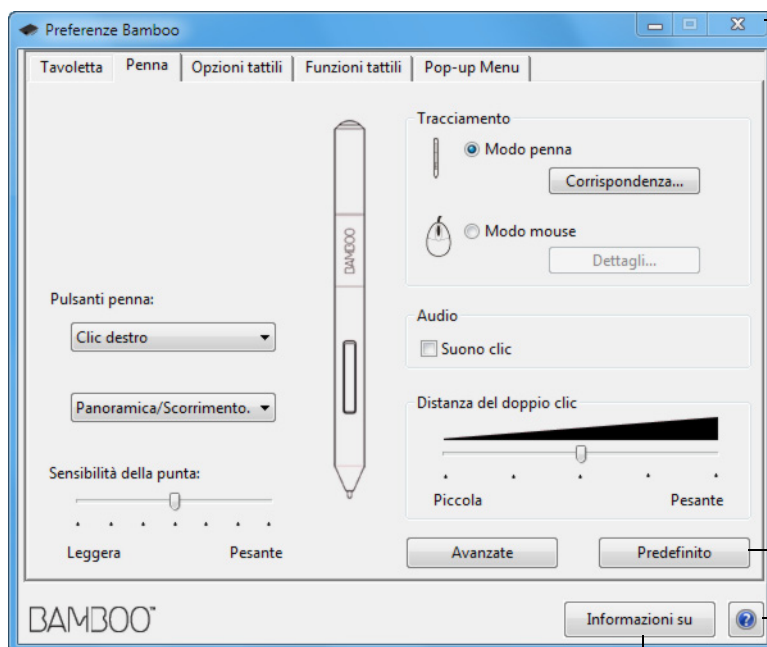 Preferenze Bamboo
Tavoletta Penna Opzioni tattili Funzioni tattili Pop-up Menu
Tracciamento
Modo penna
Corrispondenza...
Modo mouse
Dettagli...
BAMBOO
Pulsanti penna:
Clic destro
Panoramica/Scorrimento.
Audio
Suono clic
Distanza del doppio clic
Piccola Pesante
Sensibilità della punta:
Leggera Pesante
Avanzate Predefinito
BAMBOO™
Informazioni su ?